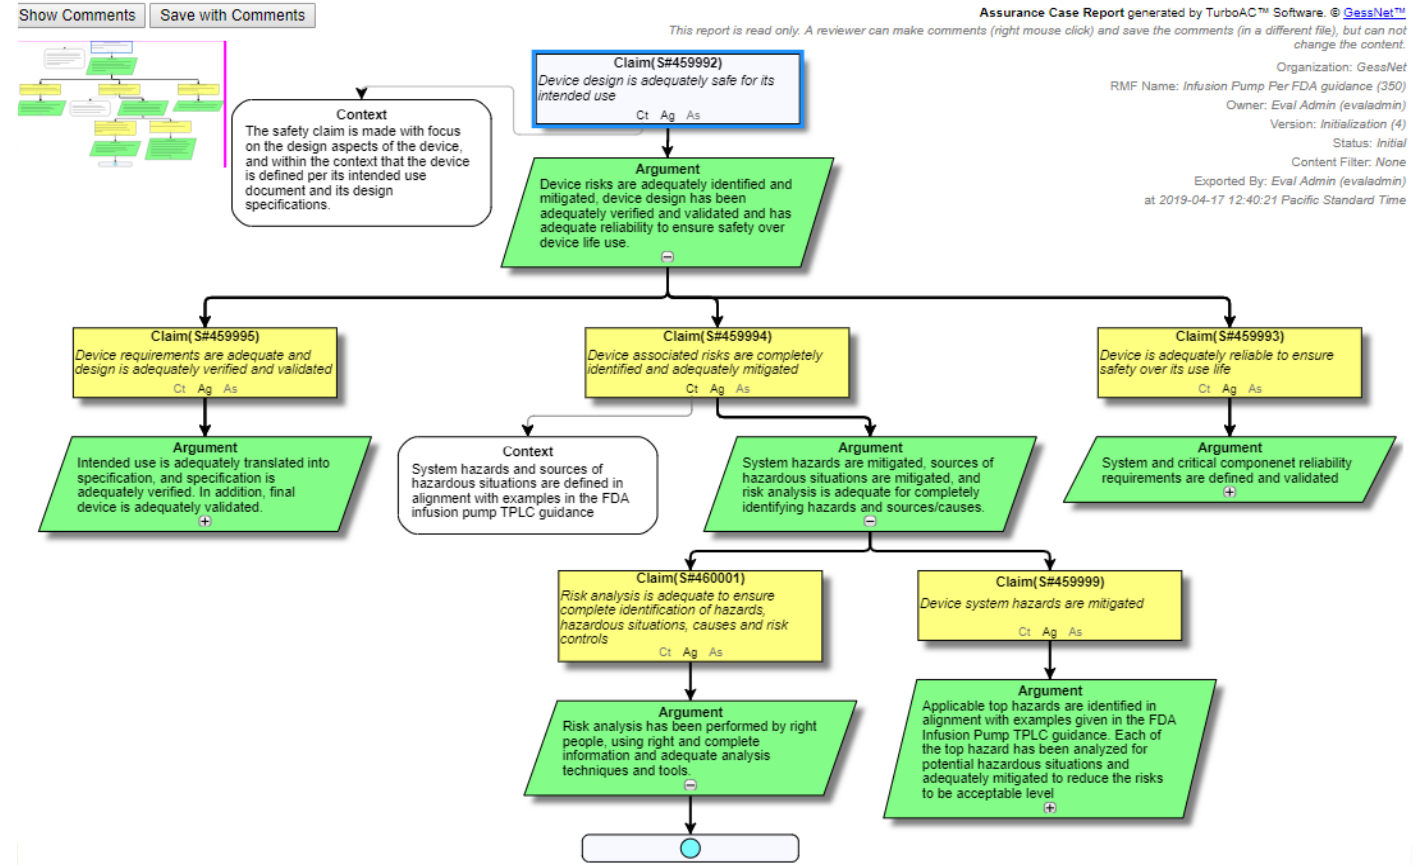 Show Comments
Save with Comments
Assurance Case Report generated by TurboAC™ Software. © GessNet™
This report is read only. A reviewer can make comments (right mouse click) and save the comments (in a different file), but can not
change the content.
Organization: GessNet
RMF Name: Infusion Pump Per FDA guidance (350)
Owner: Eval Admin (evaladmin)
Version: Initialization (4)
Status: Initial
Content Filter: None
Exported By: Eval Admin (evaladmin)
at 2019-04-17 12:40:21 Pacific Standard Time
Claim(S#459992)
Device design is adequately safe for its
intended use
Ct Ag As
Context
The safety claim is made with focus
on the design aspects of the device,
and within the context that the device
is defined per its intended use
document and its design
specifications.
Argument
Device risks are adequately identified and
mitigated, device design has been
adequately verified and validated and has
adequate reliability to ensure safety over
device life use.
Claim(S#459995)
Device requirements are adequate and
design is adequately verified and validated
Ct Ag As
Claim(S#459994)
Device associated risks are completely
identified and adequately mitigated
Ct Ag As
Claim(S#459993)
Device is adequately reliable to ensure
safety over its use life
Ct Ag As
Argument
Intended use is adequately translated into
specification, and specification is
adequately verified. In addition, final
device is adequately validated.
Context
System hazards and sources of
hazardous situations are defined in
alignment with examples in the FDA
infusion pump TPLC guidance
Argument
System hazards are mitigated, sources of
hazardous situations are mitigated, and
risk analysis is adequate for completely
identifying hazards and sources/causes.
Argument
System and critical componenet reliability
requirements are defined and validated
Claim(S#460001)
Risk analysis is adequate to ensure
complete identification of hazards,
hazardous situations, causes and risk
controls
Ct Ag As
Claim(S#459999)
Device system hazards are mitigated
Ct Ag As
Argument
Risk analysis has been performed by right
people, using right and complete
information and adequate analysis
techniques and tools.
Argument
Applicable top hazards are identified in
alignment with examples given in the FDA
Infusion Pump TPLC guidance. Each of
the top hazard has been analyzed for
potential hazardous situations and
adequately mitigated to reduce the risks
to be acceptable level